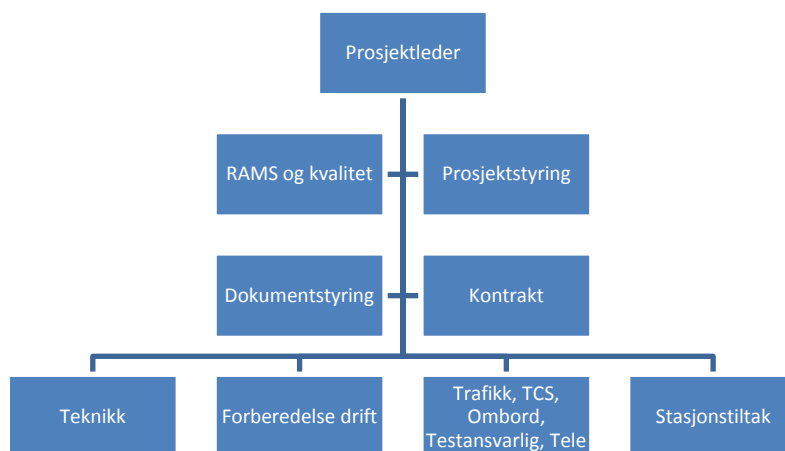 Prosjektleder
RAMS og kvalitet
Prosjektstyring
Dokumentstyring
Kontrakt
Teknikk
Forberedelse drift
Trafikk, TCS,
Ombord,
Testansvarlig, Tele
Stasjonstiltak